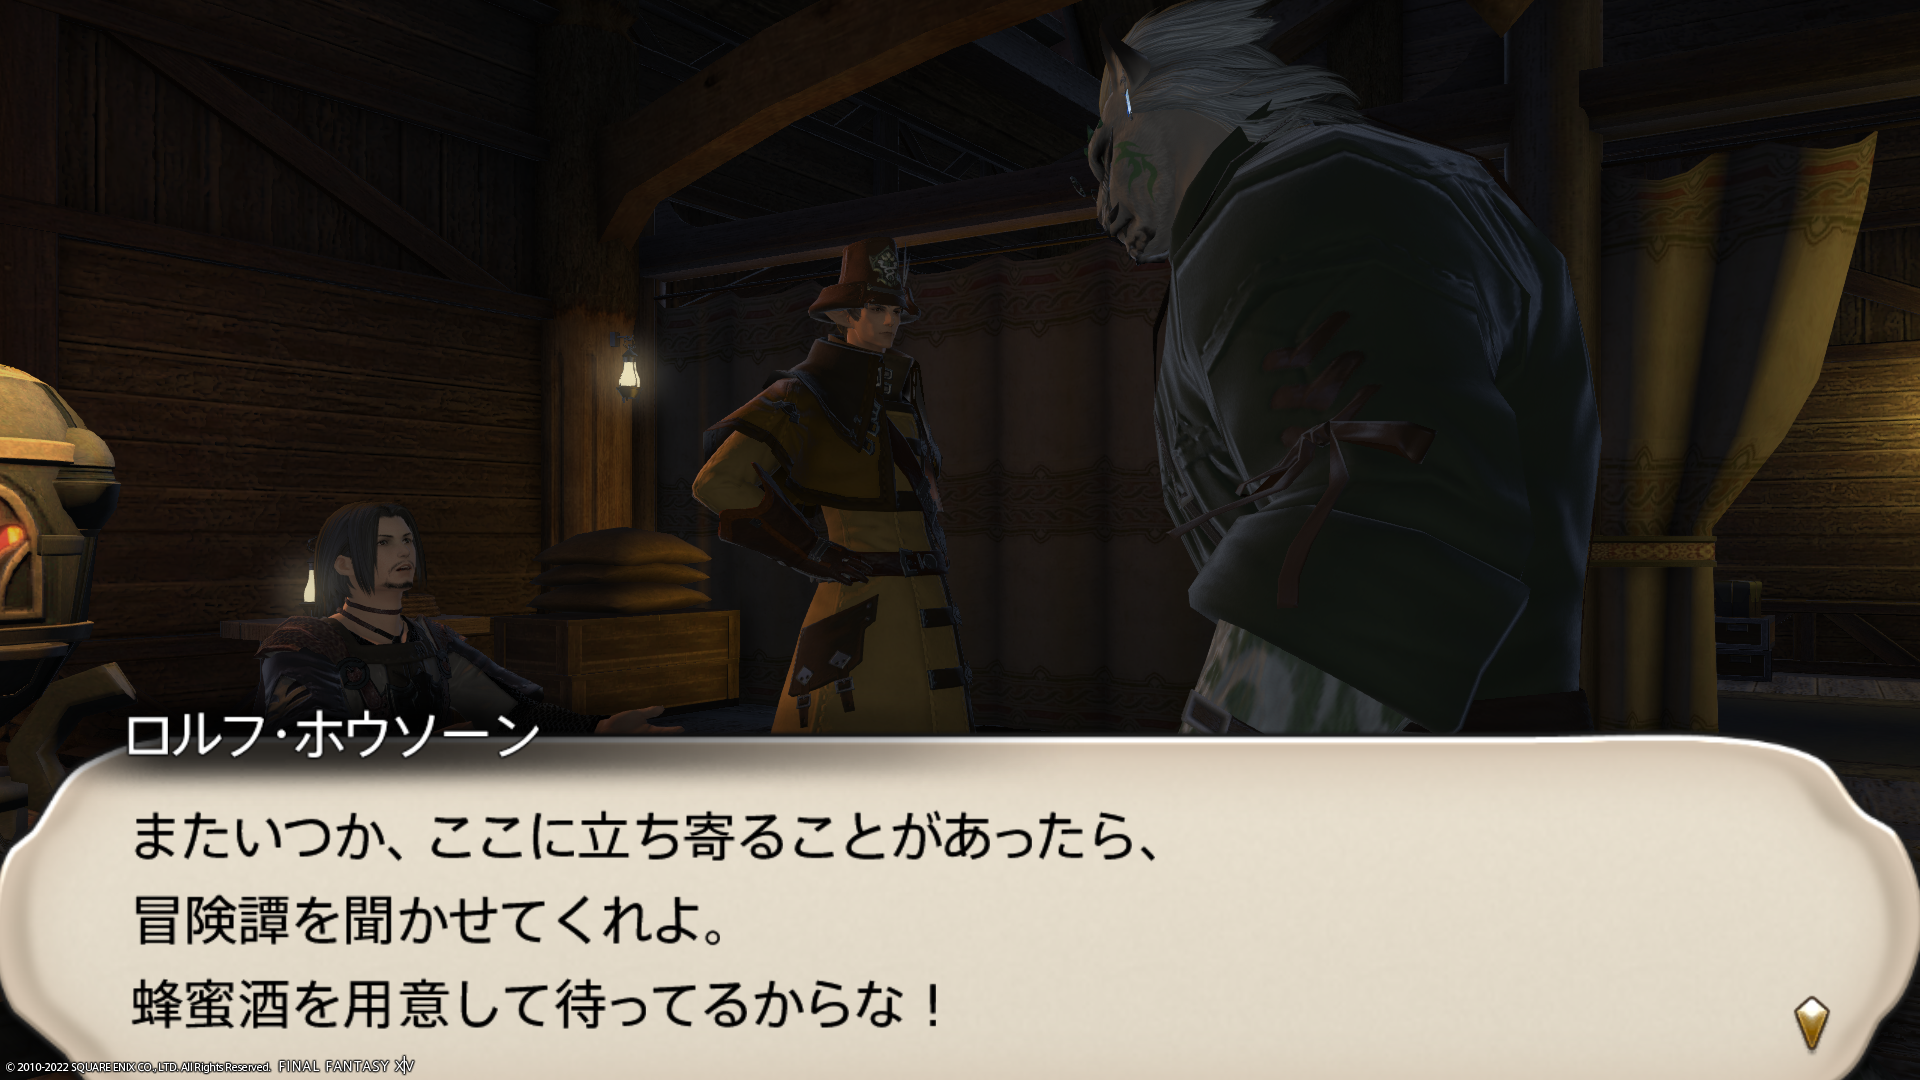 ロルフ・ホウソーン
またいつか、ここに立ち寄ることがあったら、
冒険譚を聞かせてくれよ。
蜂蜜酒を用意して待ってるからな！
© 2010-2022 SQUARE ENIX CO., LTD. All Rights Reserved. FINAL FANTASY XIV